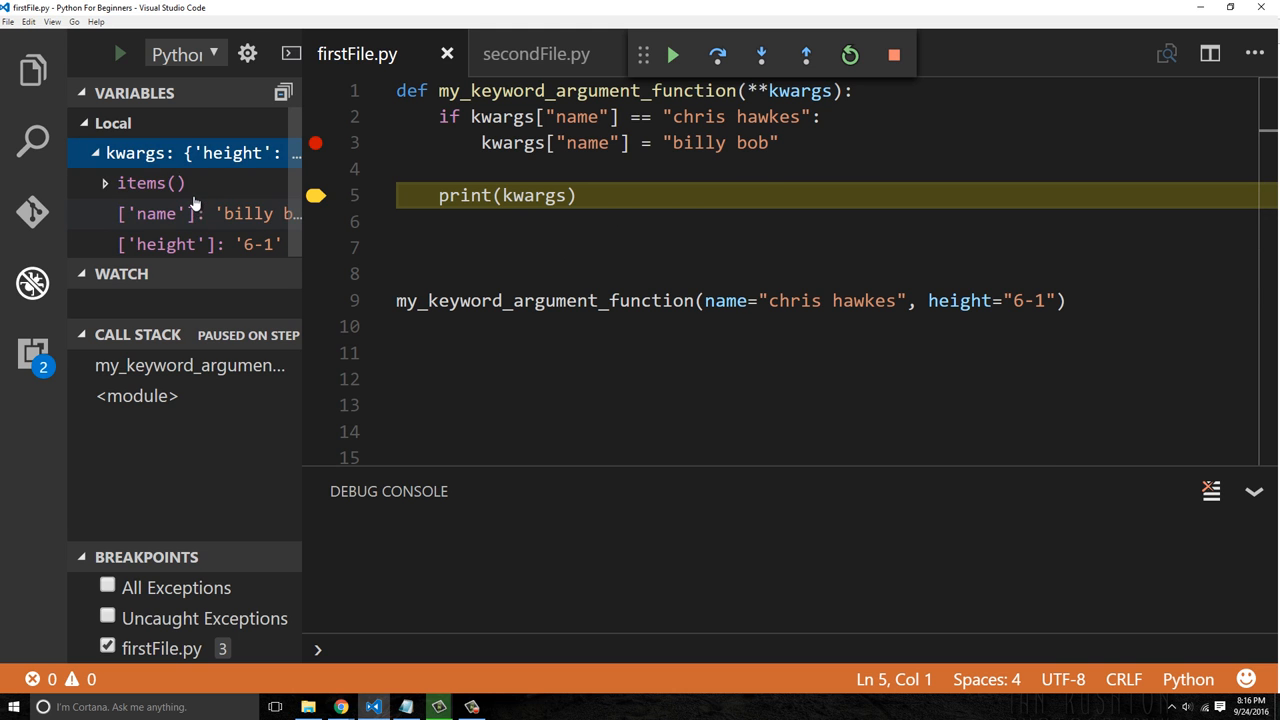 firstFile.py - Python For Beginners - Visual Studio Code
File Edit View Go Help
Pythor
firstFile.py
secondFile.py
VARIABLES
Local
kwargs: {'height': ...
items()
['name']: 'billy b...
['height']: '6-1'
WATCH
CALL STACK PAUSED ON STEP
my_keyword_argumen...
<module>
BREAKPOINTS
All Exceptions
Uncaught Exceptions
firstFile.py 3
2
1 def my_keyword_argument_function(**kwargs):
2 if kwargs["name"] == "chris hawkes":
3 kwargs["name"] = "billy bob"
4
5 print(kwargs)
6
7
8
9 my_keyword_argument_function(name="chris hawkes", height="6-1")
10
11
12
13
14
15
DEBUG CONSOLE
0 0
Ln 5, Col 1 Spaces: 4 UTF-8 CRLF Python
I'm Cortana. Ask me anything.
8:16 PM
9/24/2016